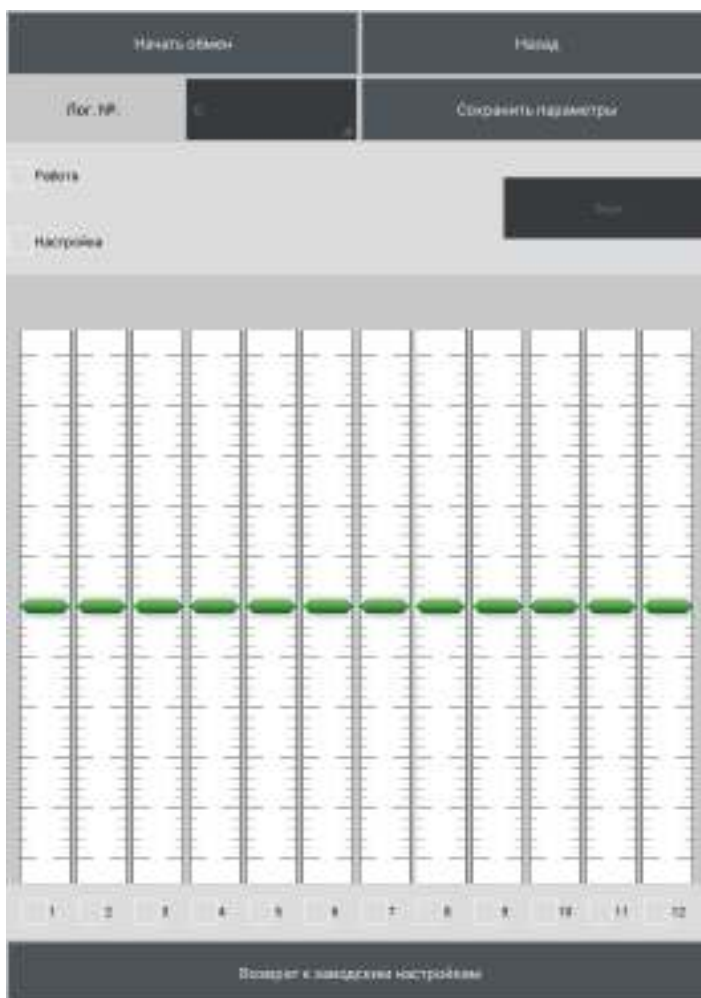 Начать обмен
Назад
Лог. №.
Сохранить параметры
Работа
Настройка
1 2 3 4 5 6 7 8 9 10 11 12
Возврат к заводским настройкам